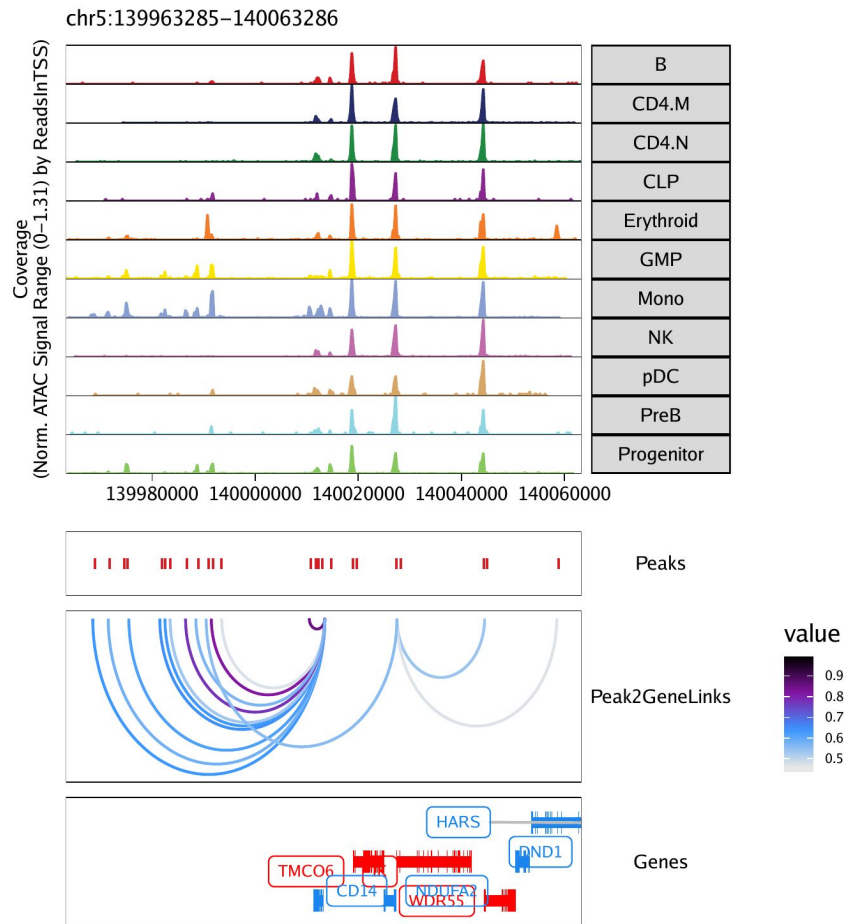 chr5:139963285−140063286
Coverage
(Norm. ATAC Signal Range (0−1.31) by ReadsInTSS)
B
CD4.M
CD4.N
CLP
Erythroid
GMP
Mono
NK
pDC
PreB
Progenitor
139980000 140000000 140020000 140040000 140060000
Peaks
value
0.9
0.8
0.7
0.6
0.5
Peak2GeneLinks
HARS
DND1
Genes
TMCO6
CD14
NDUFA2
WDR55